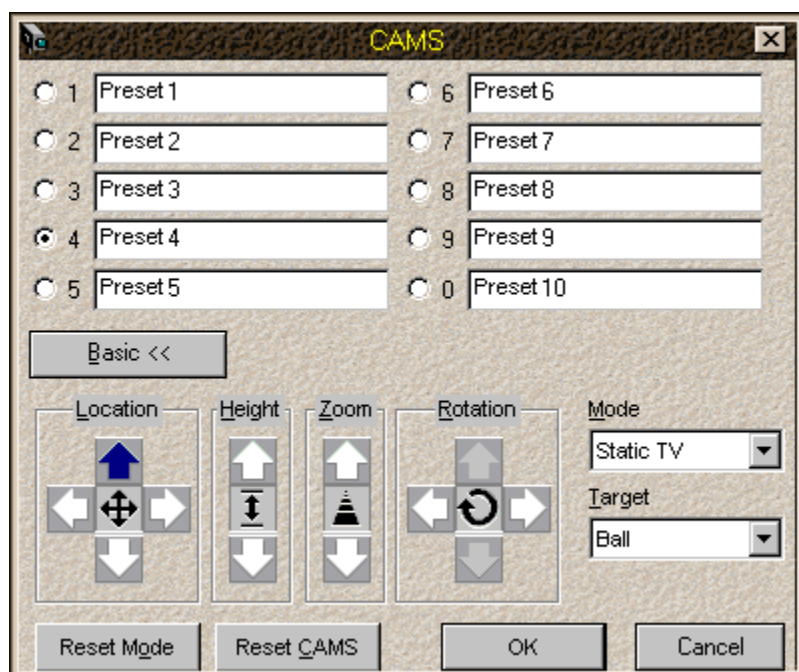 CAMS
1 Preset 1
2 Preset 2
3 Preset 3
4 Preset 4
5 Preset 5
6 Preset 6
7 Preset 7
8 Preset 8
9 Preset 9
0 Preset 10
Basic <<
Location
Height
Zoom
Rotation
Mode
Static TV
Target
Ball
Reset Mode
Reset CAMS
OK
Cancel